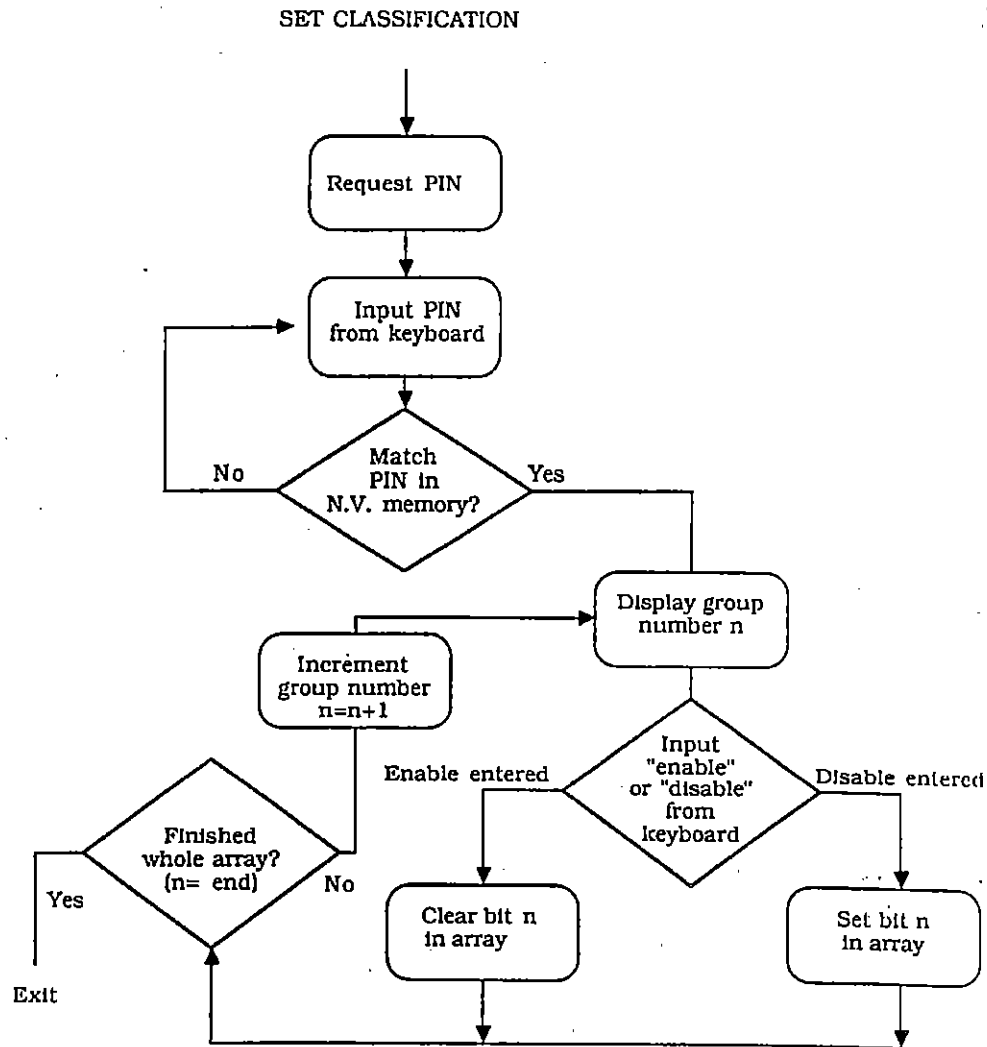 SET CLASSIFICATION
Request PIN
Input PIN
from keyboard
Match
PIN in
N.V. memory?
No
Yes
Display group
number n
Increment
group number
n=n+1
Input
"enable"
or "disable"
from
keyboard
Enable entered
Disable entered
Finished
whole array?
(n= end)
Yes
No
Clear bit n
in array
Set bit n
in array
Exit